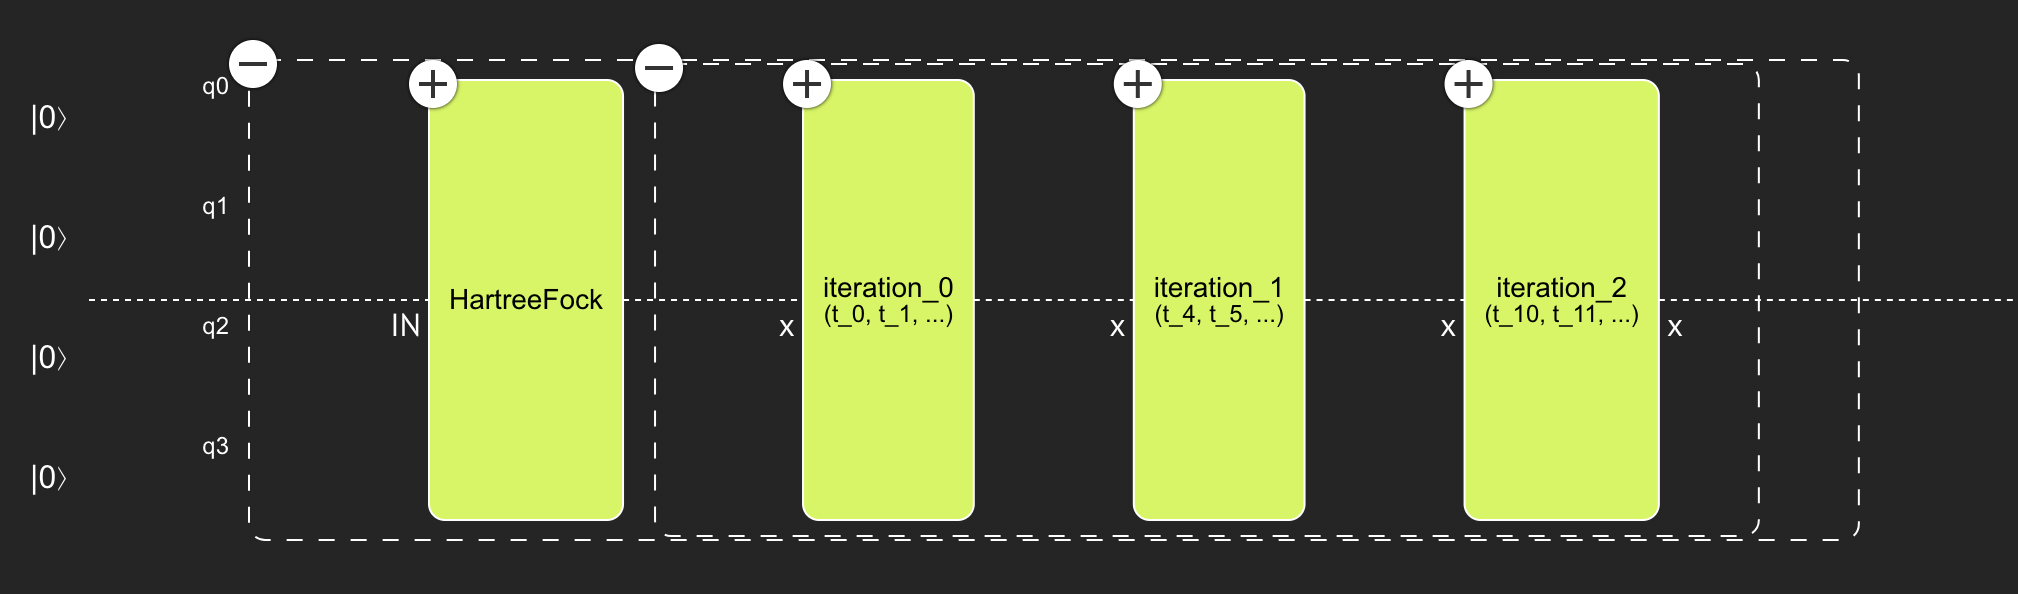 q0
|0⟩
q1
|0⟩
q2
|0⟩
q3
|0⟩
IN
HartreeFock
x
iteration_0
(t_0, t_1, ...)
x
iteration_1
(t_4, t_5, ...)
x
iteration_2
(t_10, t_11, ...)
x